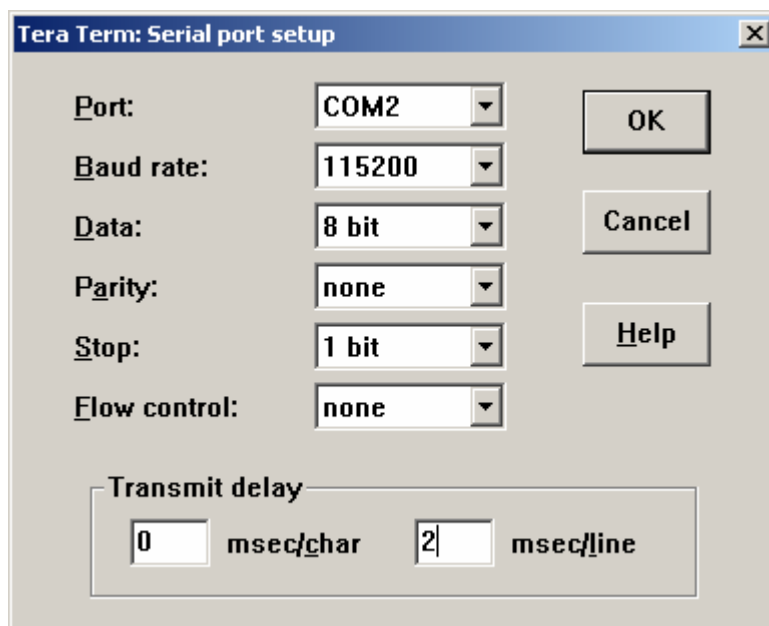 Tera Term: Serial port setup
Port: COM2 OK
Baud rate: 115200
Data: 8 bit Cancel
Parity: none
Stop: 1 bit Help
Flow control: none
Transmit delay
0 msec/char 2 msec/line